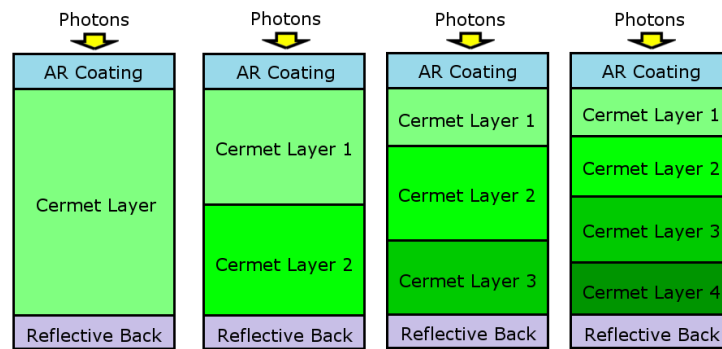 Photons
AR Coating
Cermet Layer
Reflective Back
Photons
AR Coating
Cermet Layer 1
Cermet Layer 2
Reflective Back
Photons
AR Coating
Cermet Layer 1
Cermet Layer 2
Cermet Layer 3
Reflective Back
Photons
AR Coating
Cermet Layer 1
Cermet Layer 2
Cermet Layer 3
Cermet Layer 4
Reflective Back